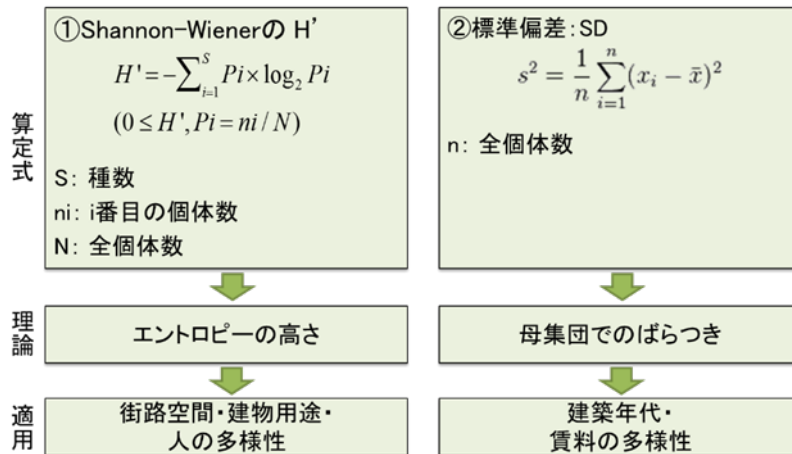 算定式
①Shannon-Wienerの H’
H'=-∑_{i=1}^{S} Pi×log₂ Pi
(0≤H',Pi=ni/N)
S: 種数
ni: i番目の個体数
N: 全個体数
②標準偏差:SD
s² = \frac{1}{n} ∑_{i=1}^{n} (x_i − x̄)²
n: 全個体数
理論
エントロピーの高さ
母集団でのばらつき
適用
街路空間・建物用途・
人の多様性
建築年代・
賃料の多様性